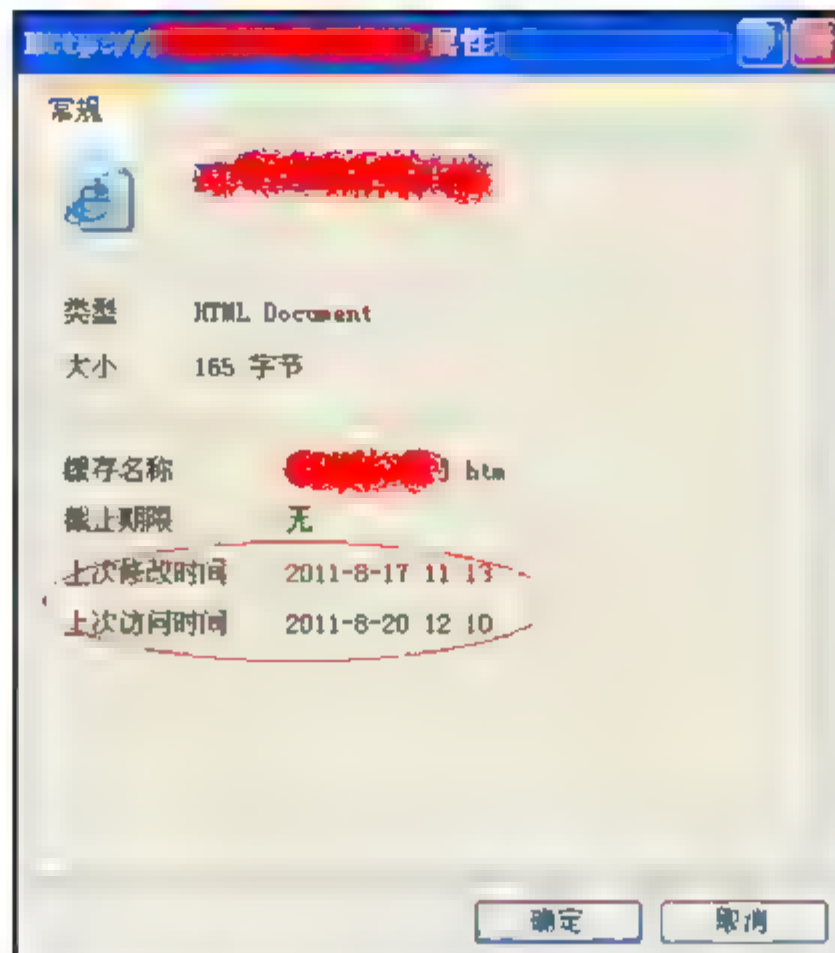 http:// 属性
常规
类型 HTML Document
大小 165 字节
缓存名称 htm
截止期限 无
上次修改时间 2011-8-17 11 13
上次访问时间 2011-8-20 12 10
确定 取消